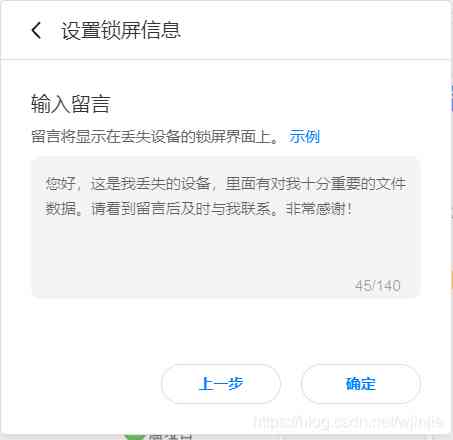 设置锁屏信息
输入留言
留言将显示在丢失设备的锁屏界面上。 示例
您好，这是我丢失的设备，里面有对我十分重要的文件
数据。请看到留言后及时与我联系。非常感谢！
45/140
上一步 确定
https://blog.csdn.net/wjlnjie